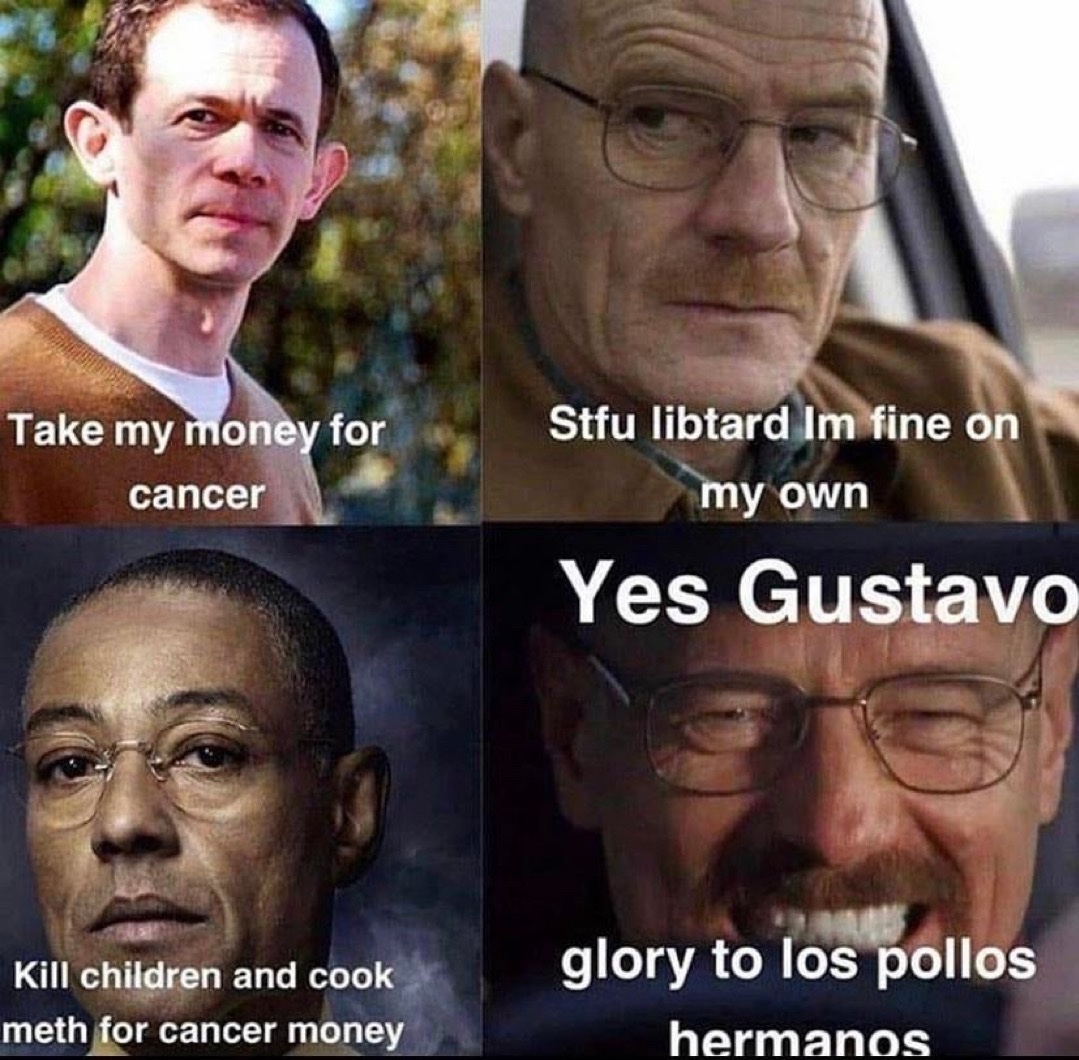 Take my money for
cancer
Stfu libtard Im fine on
my own
Kill children and cook
meth for cancer money
Yes Gustavo
glory to los pollos
hermanos